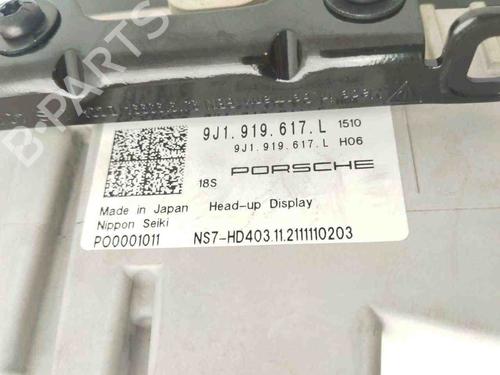 B-PARTS
9J1.919.617.L 1510
9J1.919.617.L H06
18S PORSCHE
Made in Japan Head-up Display
Nippon Seiki
PO0001011 NS7-HD403.11.2111110203